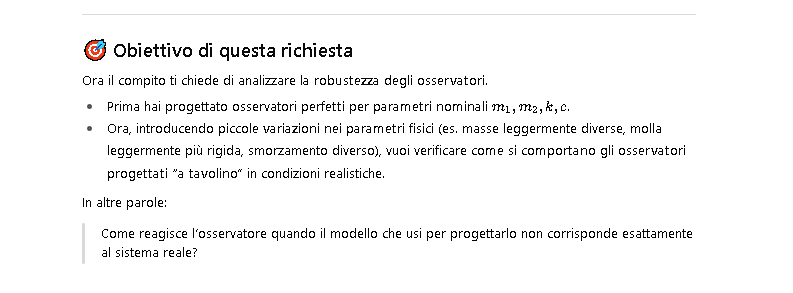 🎯 Obiettivo di questa richiesta
Ora il compito ti chiede di analizzare la robustezza degli osservatori.
• Prima hai progettato osservatori perfetti per parametri nominali m₁, m₂, k, c.
• Ora, introducendo piccole variazioni nei parametri fisici (es. masse leggermente diverse, molla
leggermente più rigida, smorzamento diverso), vuoi verificare come si comportano gli osservatori
progettati “a tavolino” in condizioni realistiche.
In altre parole:
Come reagisce l’osservatore quando il modello che usi per progettarlo non corrisponde esattamente
al sistema reale?